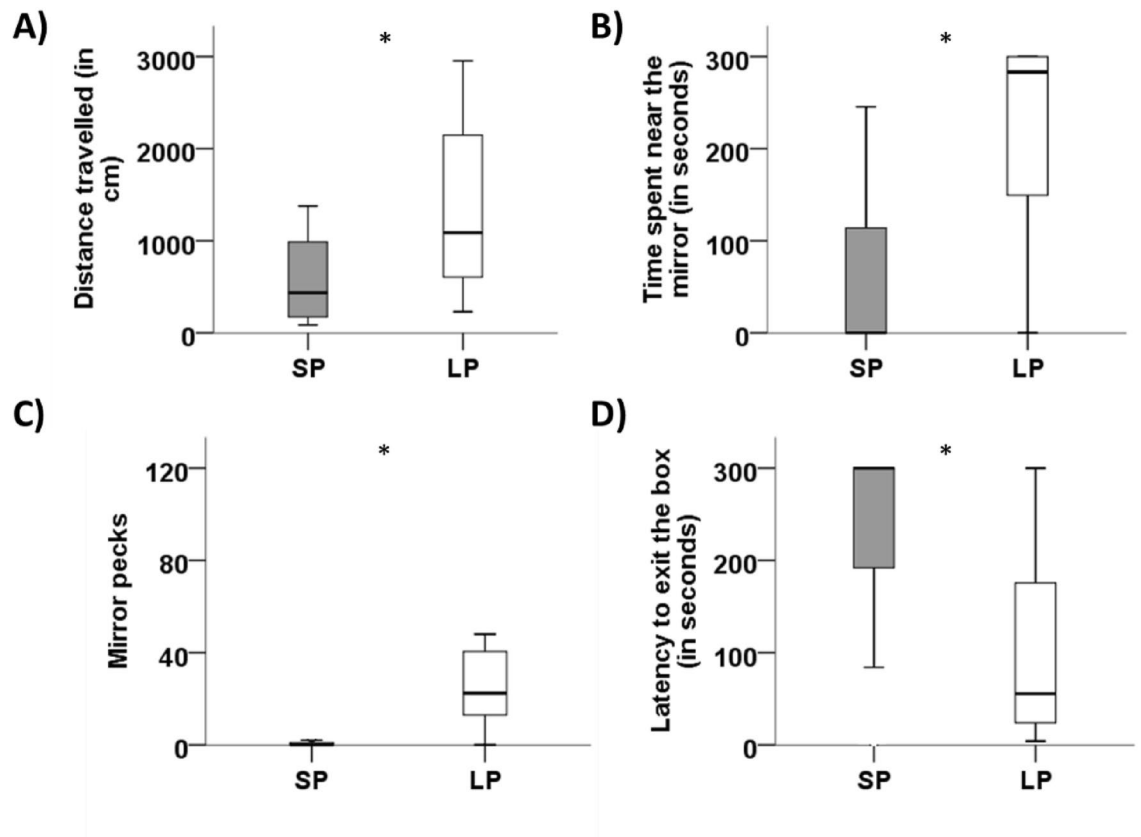 A)
*
Distance travelled (in
cm)
3000
2000
1000
0
SP
LP
B)
*
Time spent near the
mirror (in seconds)
300
200
100
0
SP
LP
C)
*
Mirror pecks
120
80
40
0
SP
LP
D)
*
Latency to exit the box
(in seconds)
300
200
100
0
SP
LP